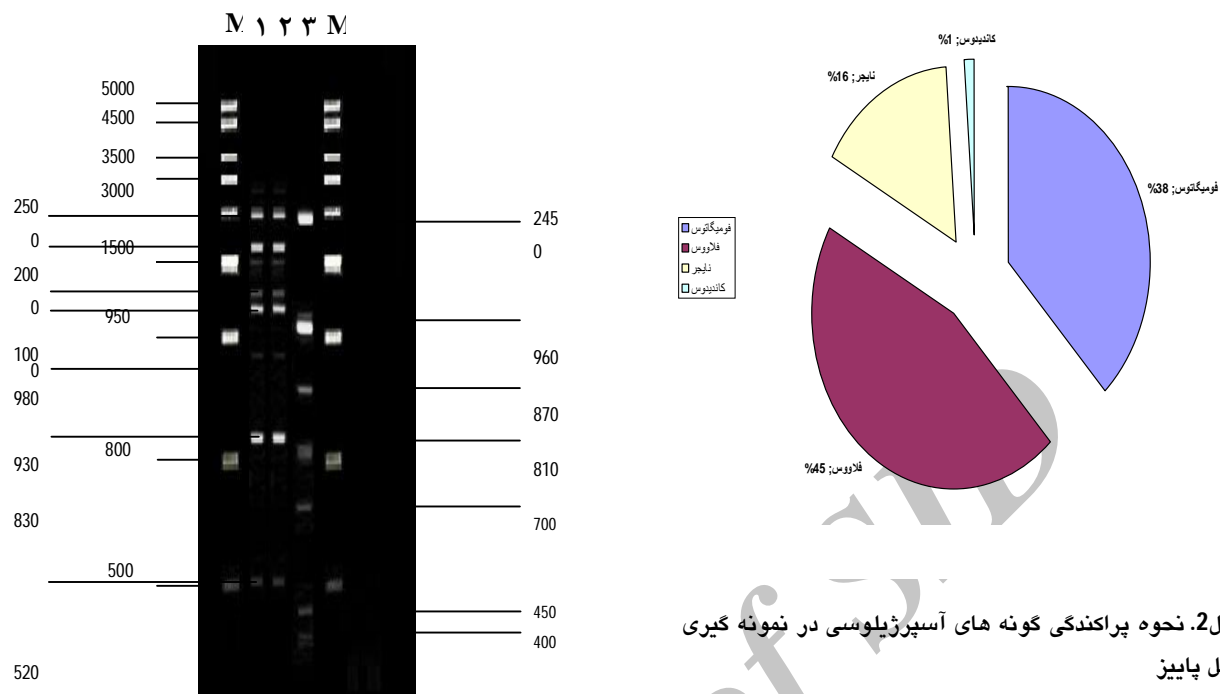 M ۱ ۲ ۳ M
5000
4500
3500
3000
1500
950
800
500
250
0
200
0
100
0
980
930
830
520
245
0
960
870
810
700
450
400
کاندیدوس; 1%
نایجر; 16%
فومیگاتوس; 38%
فلاووس; 45%
فومیگاتوس
فلاووس
نایجر
کاندیدوس
ل2. نحوه پراکندگی گونه های آسپرژیلوسی در نمونه گیری
ل پاییز
of SID